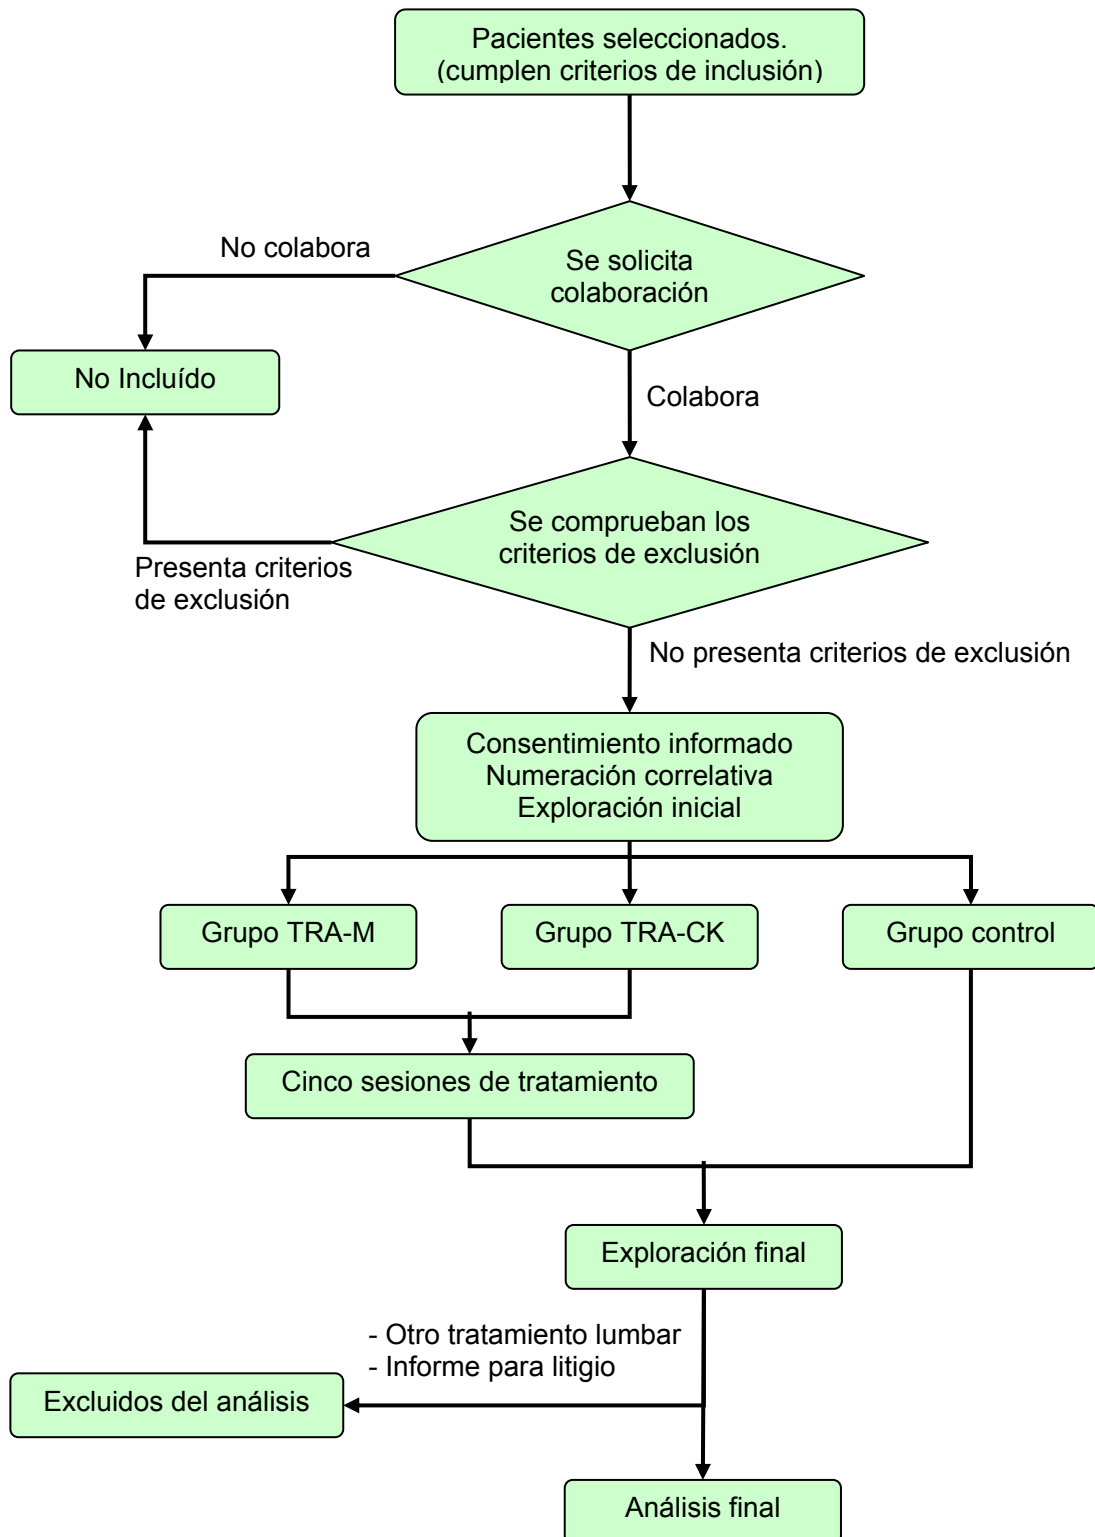 Pacientes seleccionados.
(cumplen criterios de inclusión)
No colabora
Se solicita
colaboración
No Incluído
Colabora
Se comprueban los
criterios de exclusión
Presenta criterios
de exclusión
No presenta criterios de exclusión
Consentimiento informado
Numeración correlativa
Exploración inicial
Grupo TRA-M
Grupo TRA-CK
Grupo control
Cinco sesiones de tratamiento
Exploración final
- Otro tratamiento lumbar
- Informe para litigio
Excluidos del análisis
Análisis final